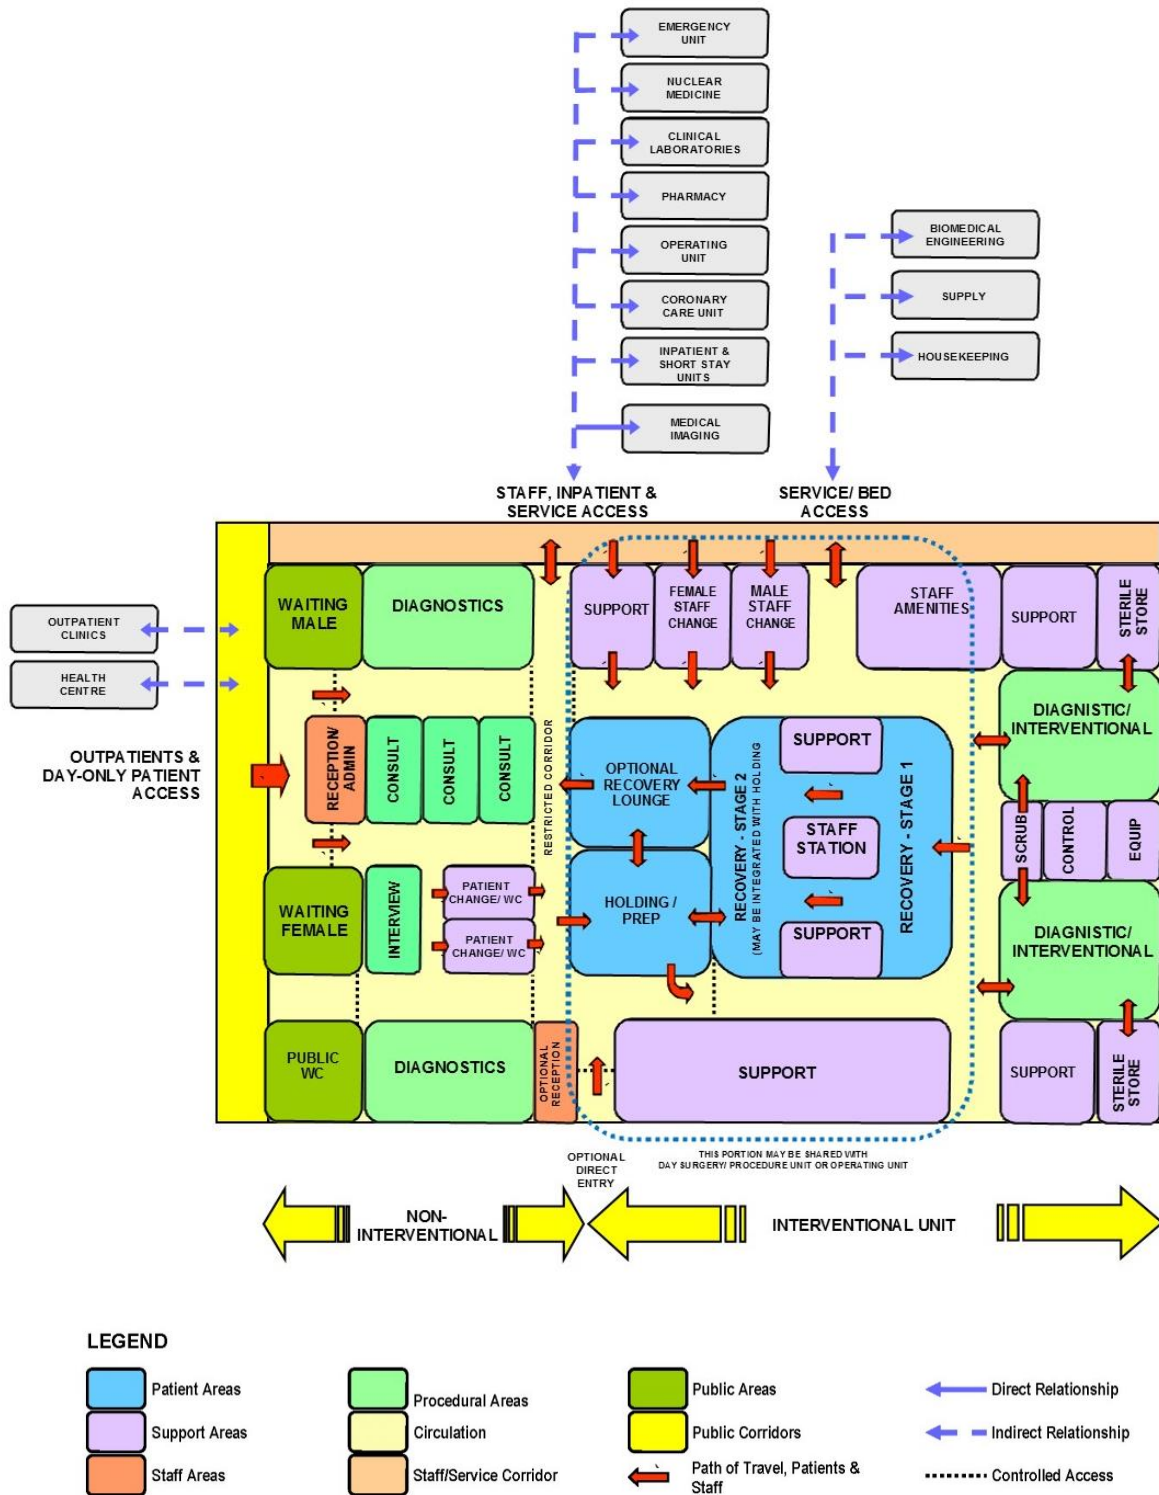 EMERGENCY
UNIT
NUCLEAR
MEDICINE
CLINICAL
LABORATORIES
PHARMACY
OPERATING
UNIT
CORONARY
CARE UNIT
INPATIENT &
SHORT STAY
UNITS
MEDICAL
IMAGING
BIOMEDICAL
ENGINEERING
SUPPLY
HOUSEKEEPING
STAFF, INPATIENT &
SERVICE ACCESS
SERVICE/ BED
ACCESS
OUTPATIENT
CLINICS
HEALTH
CENTRE
OUTPATIENTS &
DAY-ONLY PATIENT
ACCESS
WAITING
MALE
DIAGNOSTICS
SUPPORT
FEMALE
STAFF
CHANGE
MALE
STAFF
CHANGE
STAFF
AMENITIES
SUPPORT
STERILE
STORE
RECEPTION/
ADMIN
CONSULT
CONSULT
CONSULT
RESTRICTED CORRIDOR
OPTIONAL
RECOVERY
LOUNGE
RECOVERY - STAGE 2
(MAY BE INTEGRATED WITH HOLDING
SUPPORT
STAFF
STATION
SUPPORT
RECOVERY - STAGE 1
DIAGNOSTIC/
INTERVENTIONAL
SCRUB
CONTROL
EQUIP
DIAGNOSTIC/
INTERVENTIONAL
WAITING
FEMALE
INTERVIEW
PATIENT
CHANGE/ WC
PATIENT
CHANGE/ WC
HOLDING /
PREP
PUBLIC
WC
DIAGNOSTICS
OPTIONAL
RECEPTION
SUPPORT
SUPPORT
STERILE
STORE
OPTIONAL
DIRECT
ENTRY
THIS PORTION MAY BE SHARED WITH
DAY SURGERY/ PROCEDURE UNIT OR OPERATING UNIT
NON-
INTERVENTIONAL
INTERVENTIONAL UNIT
LEGEND
Patient Areas
Support Areas
Staff Areas
Procedural Areas
Circulation
Staff/Service Corridor
Public Areas
Public Corridors
Path of Travel, Patients &
Staff
Direct Relationship
Indirect Relationship
Controlled Access